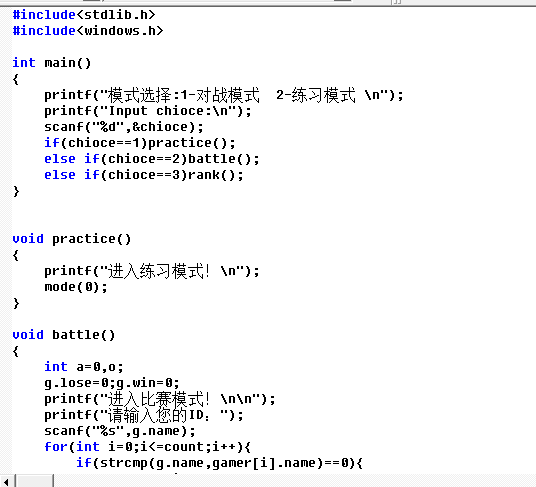 #include<stdlib.h>
#include<windows.h>
int main()
{
printf("模式选择:1-对战模式  2-练习模式 \n");
printf("Input chioce:\n");
scanf("%d",&chioce);
if(chioce==1)practice();
else if(chioce==2)battle();
else if(chioce==3)rank();
}
void practice()
{
printf("进入练习模式! \n");
mode(0);
}
void battle()
{
int a=0,o;
g.lose=0;g.win=0;
printf("进入比赛模式! \n\n");
printf("请输入您的ID: ");
scanf("%s",g.name);
for(int i=0;i<=count;i++){
if(strcmp(g.name,gamer[i].name)==0){